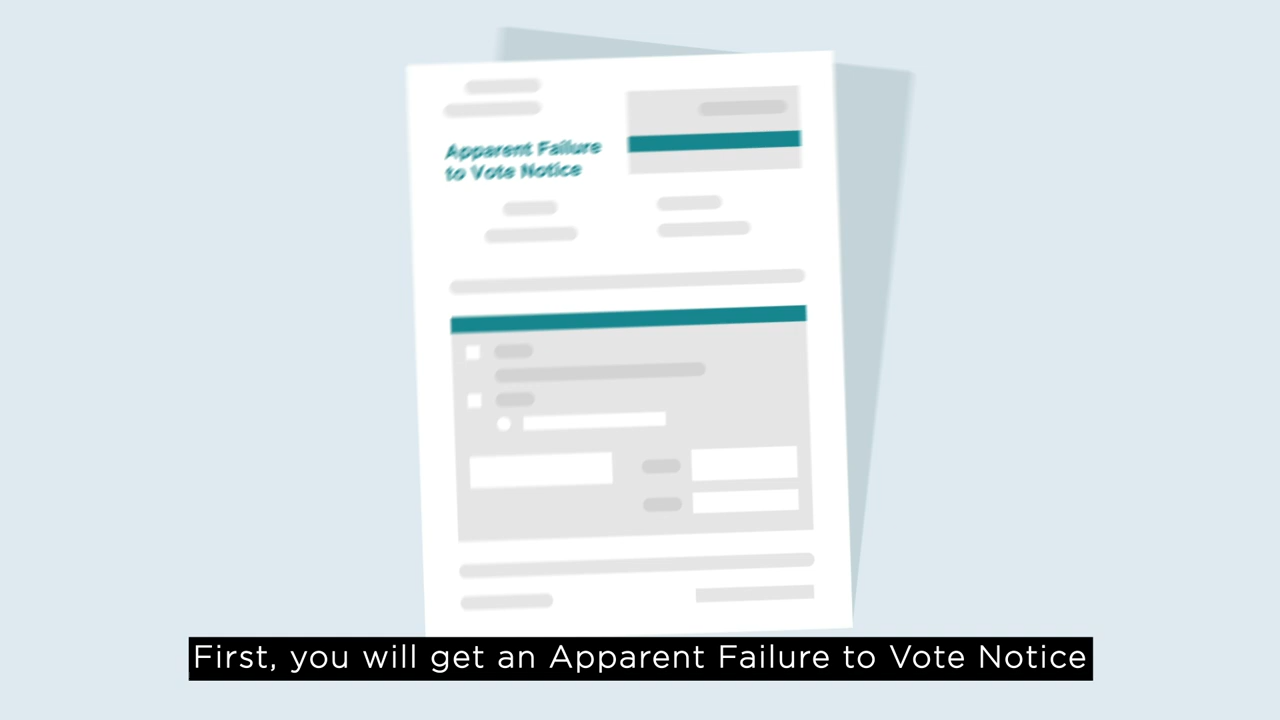 Apparent Failure
to Vote Notice
First, you will get an Apparent Failure to Vote Notice